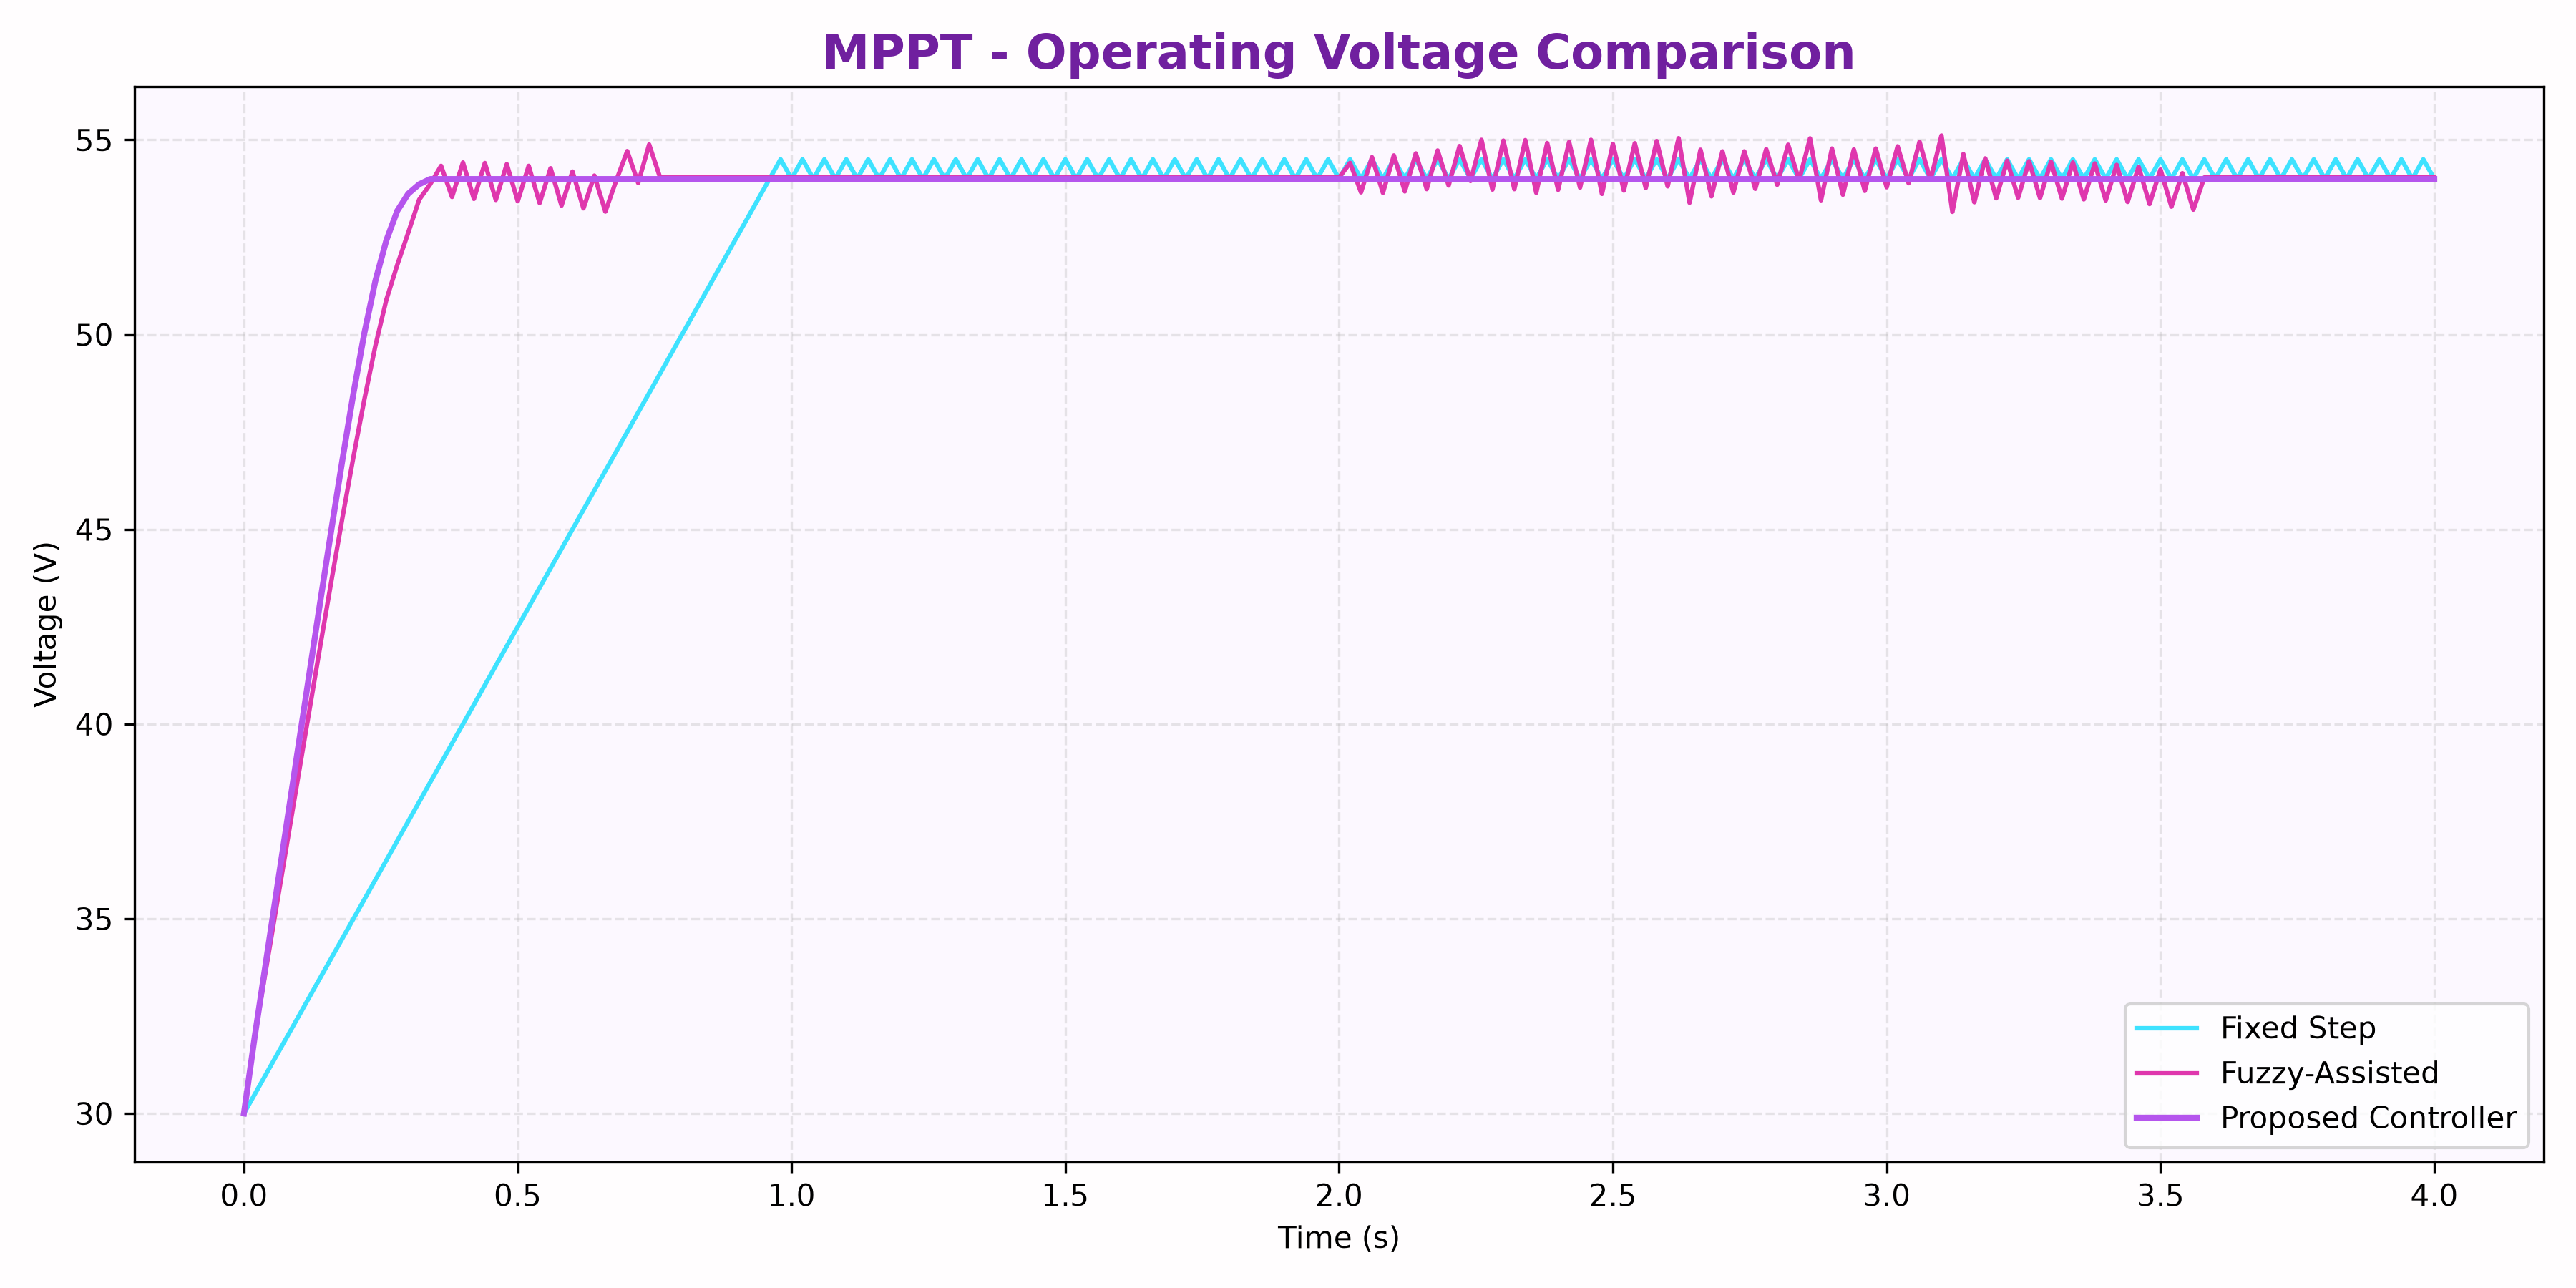 MPPT - Operating Voltage Comparison
55
50
45
40
35
30
Voltage (V)
0.0 0.5 1.0 1.5 2.0 2.5 3.0 3.5 4.0
Time (s)
Fixed Step
Fuzzy-Assisted
Proposed Controller